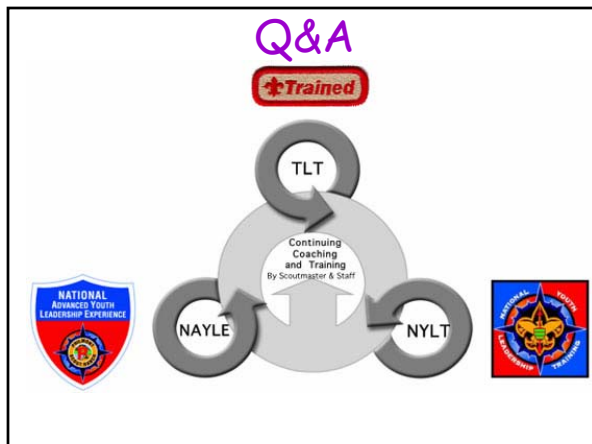 Q&A
Trained
TLT
Continuing
Coaching
and Training
By Scoutmaster & Staff
NATIONAL
ADVANCED YOUTH
LEADERSHIP EXPERIENCE
NAYLE
NYLT
NATIONAL YOUTH
LEADERSHIP TRAINING